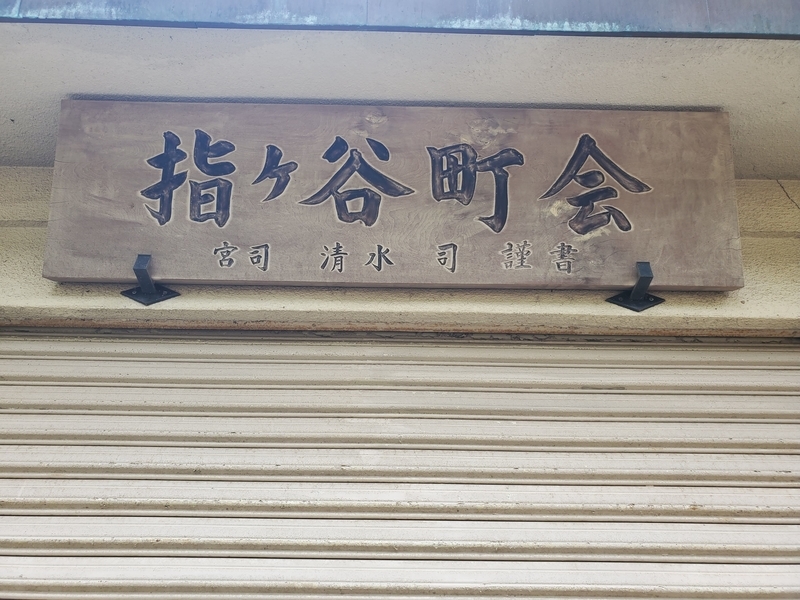 指ヶ谷町会
宮司 清水 司 謹書